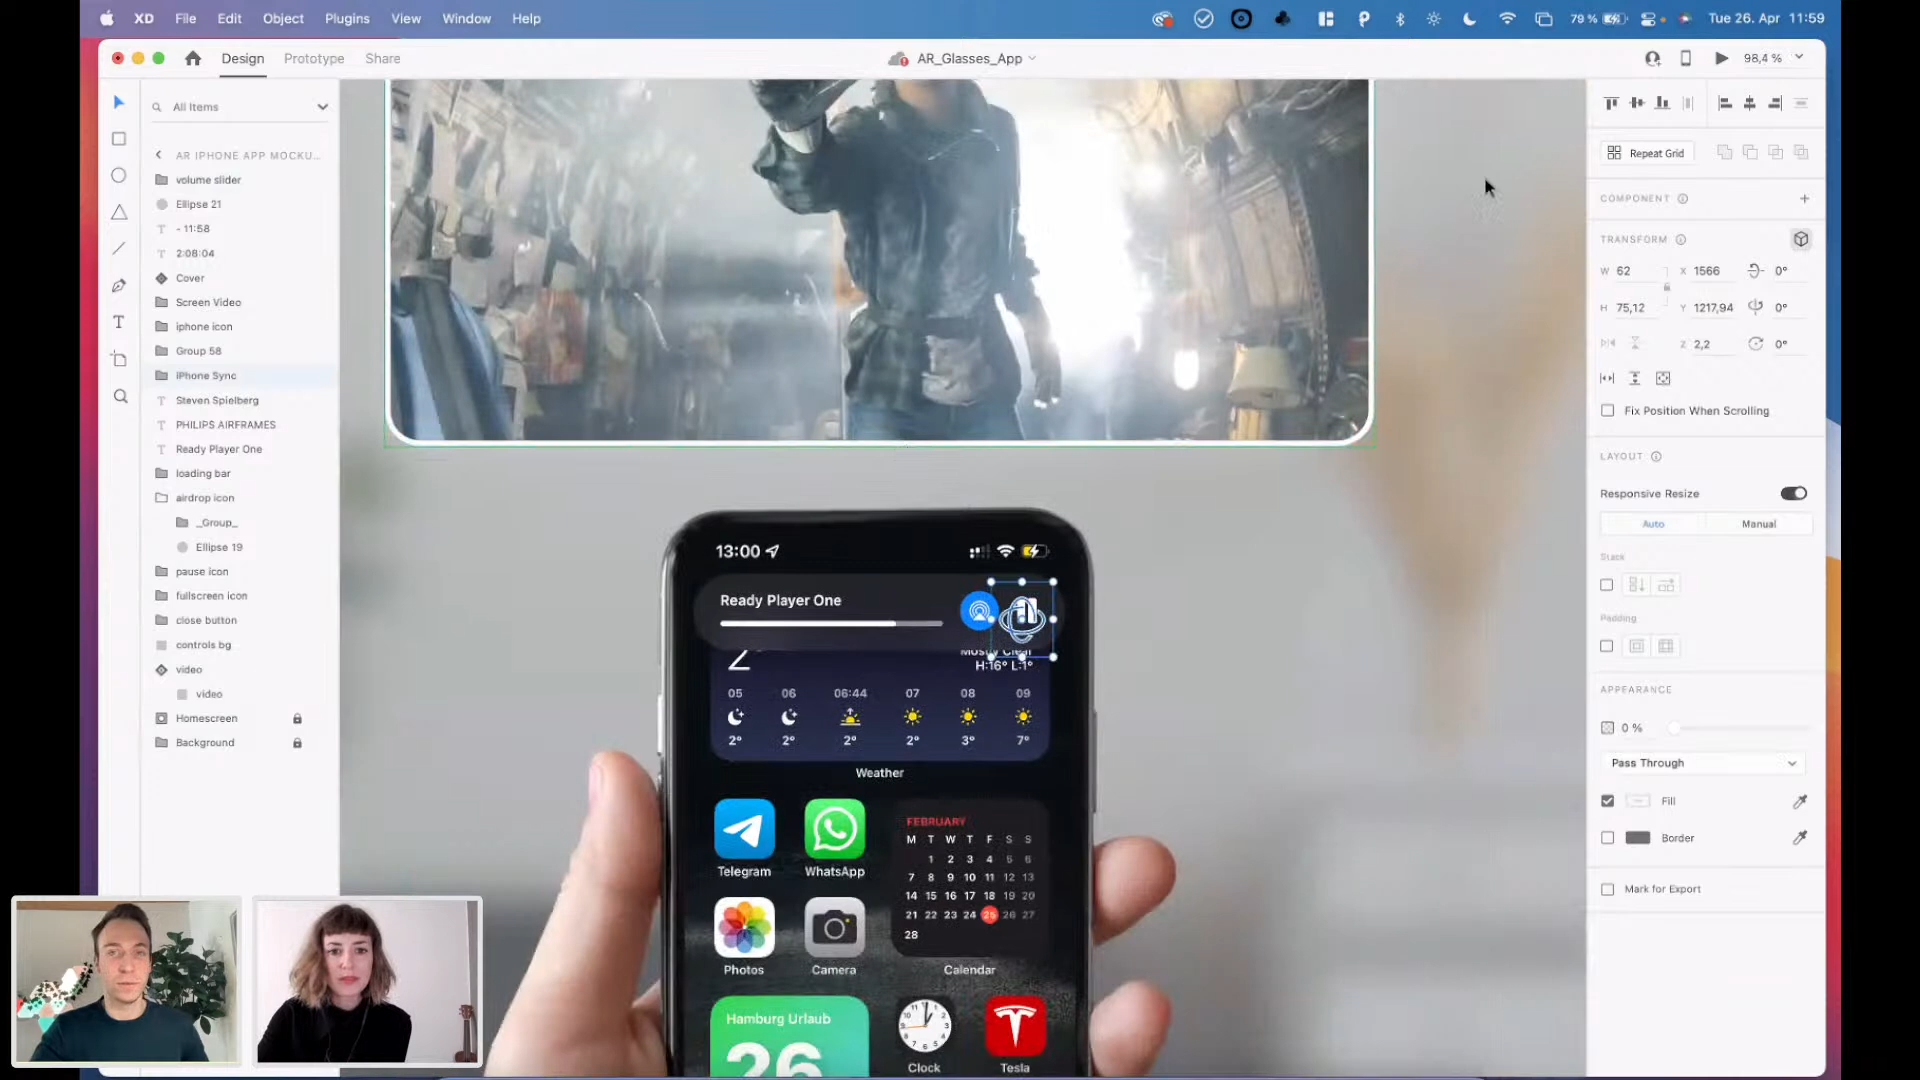 XD File Edit Object Plugins View Window Help
79 %
Tue 26. Apr 11:59
Design Prototype Share
AR_Glasses_App
98,4 %
All Items
AR IPHONE APP MOCKU...
volume slider
Ellipse 21
- 11:58
2:08:04
Cover
Screen Video
iphone icon
Group 58
iPhone Sync
Steven Spielberg
PHILIPS AIRFRAMES
Ready Player One
loading bar
airdrop icon
_Group_
Ellipse 19
pause icon
fullscreen icon
close button
controls bg
video
video
Homescreen
Background
13:00
Ready Player One
H:16° L:1°
05 06 06:44 07 08 09
2° 2° 2° 2° 3° 7°
Weather
Telegram
WhatsApp
FEBRUARY
M T W T F S S
1 2 3 4 5 6
7 8 9 10 11 12 13
14 15 16 17 18 19 20
21 22 23 24 25 26 27
28
Photos
Camera
Calendar
Hamburg Urlaub
26
Clock
Tesla
Repeat Grid
COMPONENT
TRANSFORM
W 62 X 1566 0°
H 75,12 Y 1217,94 0°
Z 2,2 0°
Fix Position When Scrolling
LAYOUT
Responsive Resize
Auto Manual
Stack
Padding
APPEARANCE
0 %
Pass Through
Fill
Border
Mark for Export